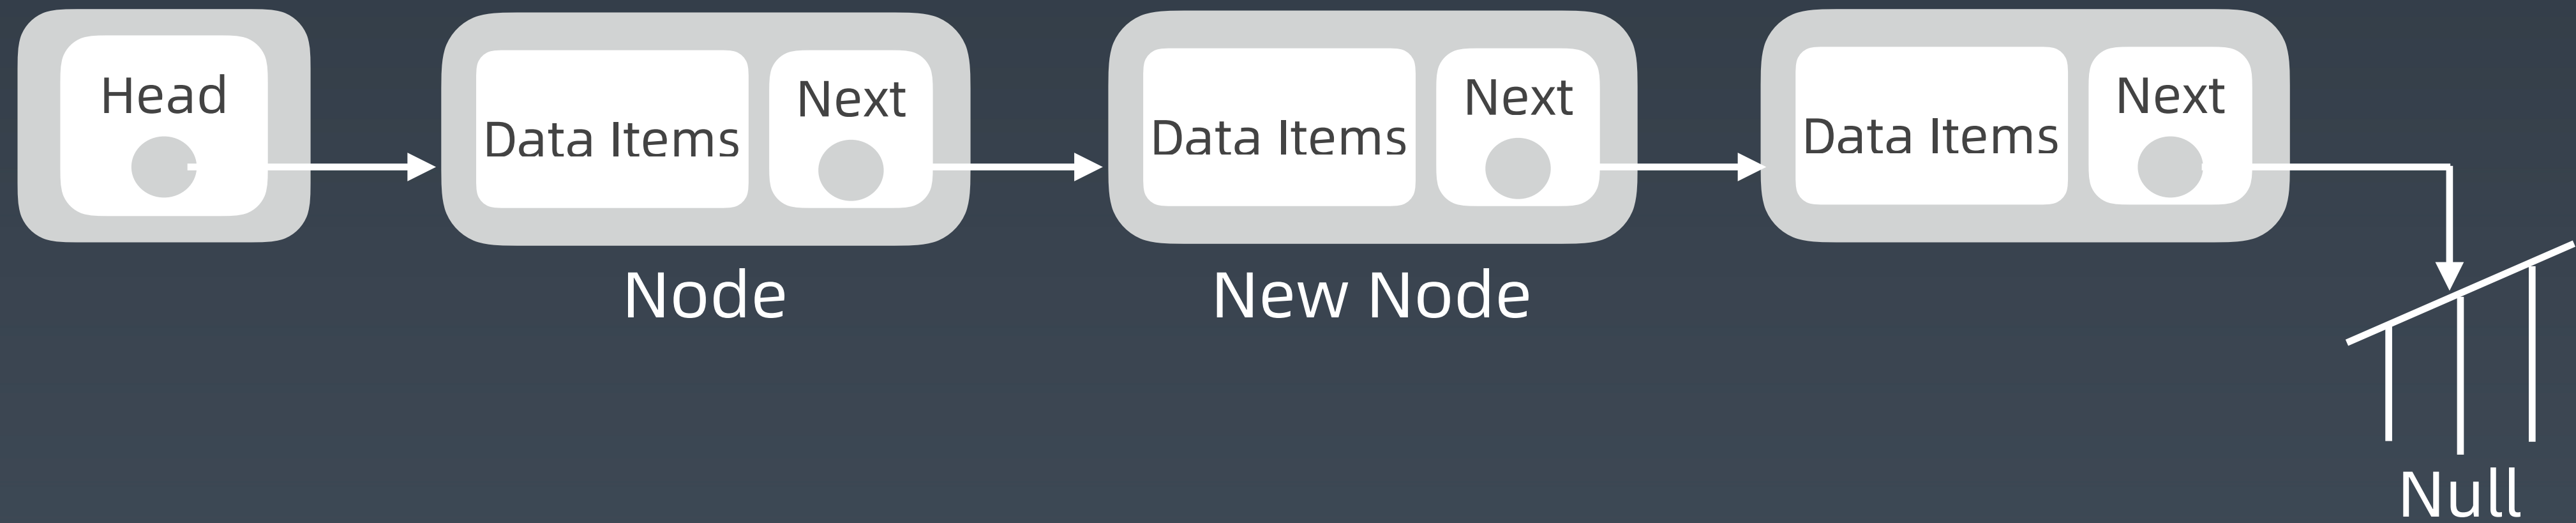 Head
Data Items
Next
Data Items
Next
Data Items
Next
Node
New Node
Null